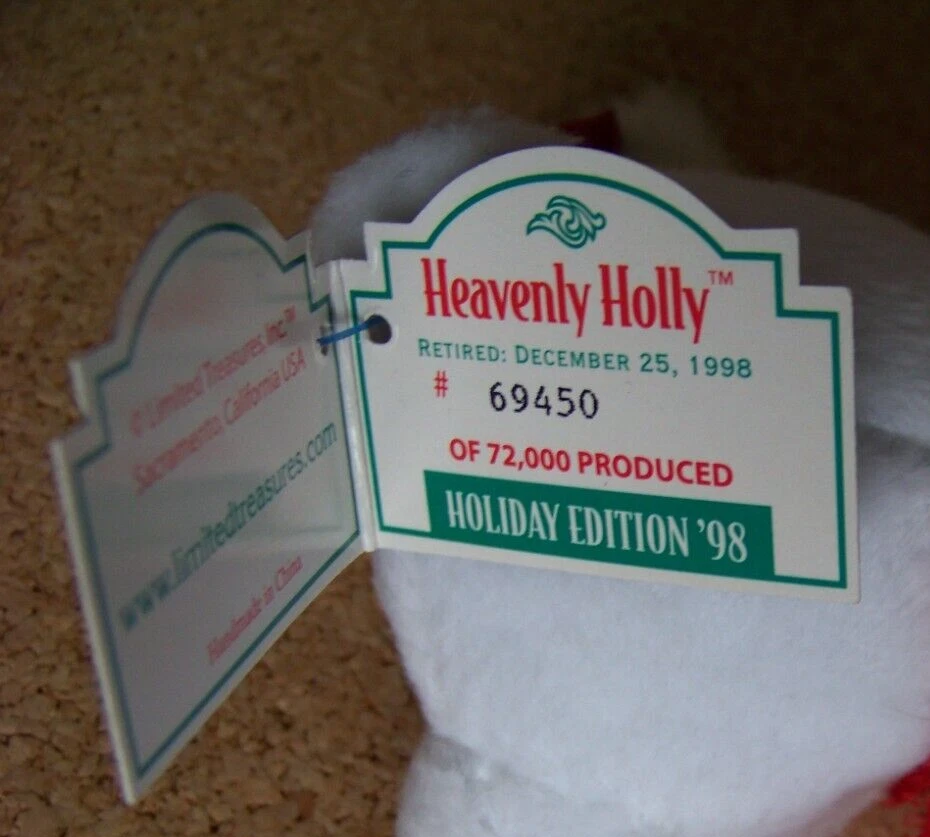 © Limited Treasures Inc.™
Sacramento, California USA
www.limitedtreasures.com
Handmade in China
Heavenly Holly™
RETIRED: DECEMBER 25, 1998
# 69450
OF 72,000 PRODUCED
HOLIDAY EDITION '98